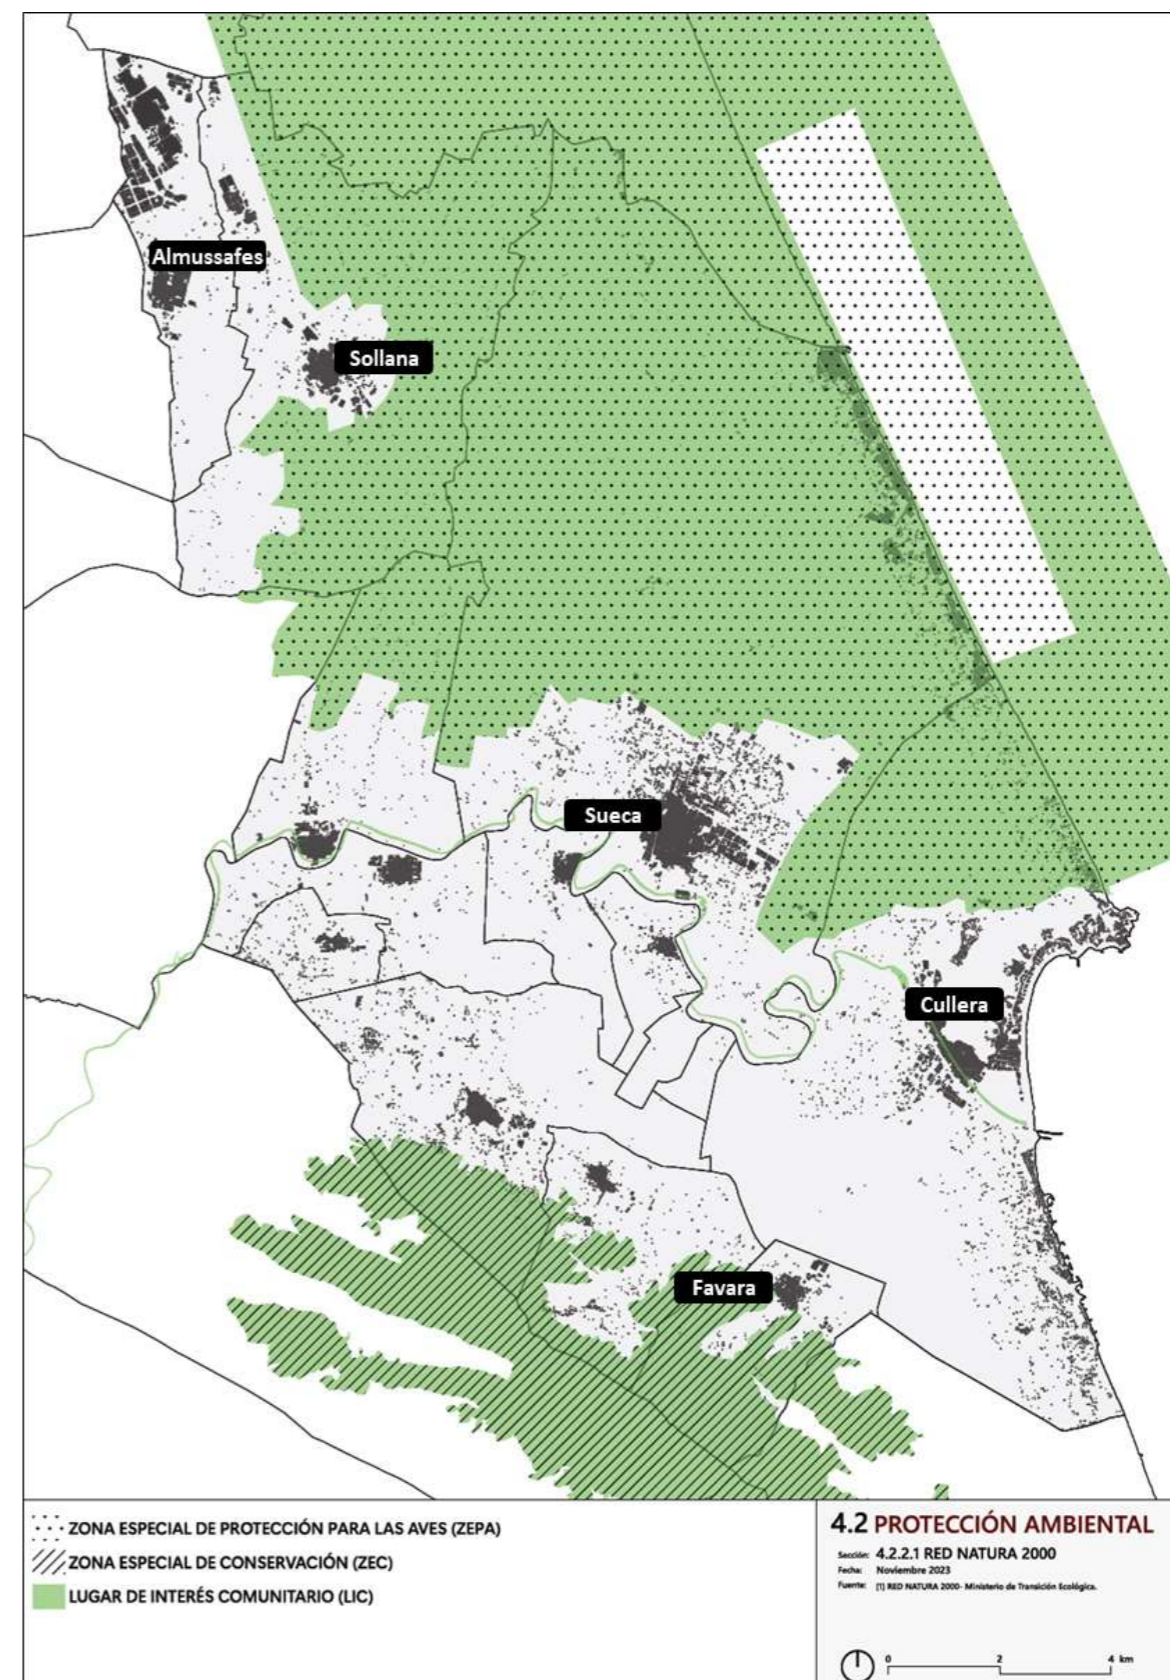 Almussafes
Sollana
Sueca
Cullera
Favara
ZONA ESPECIAL DE PROTECCIÓN PARA LAS AVES (ZEPA)
ZONA ESPECIAL DE CONSERVACIÓN (ZEC)
LUGAR DE INTERÉS COMUNITARIO (LIC)
4.2 PROTECCIÓN AMBIENTAL
Sección: 4.2.2.1 RED NATURA 2000
Fecha: Noviembre 2023
Fuente: [1] RED NATURA 2000- Ministerio de Transición Ecológica.
0 2 4 km